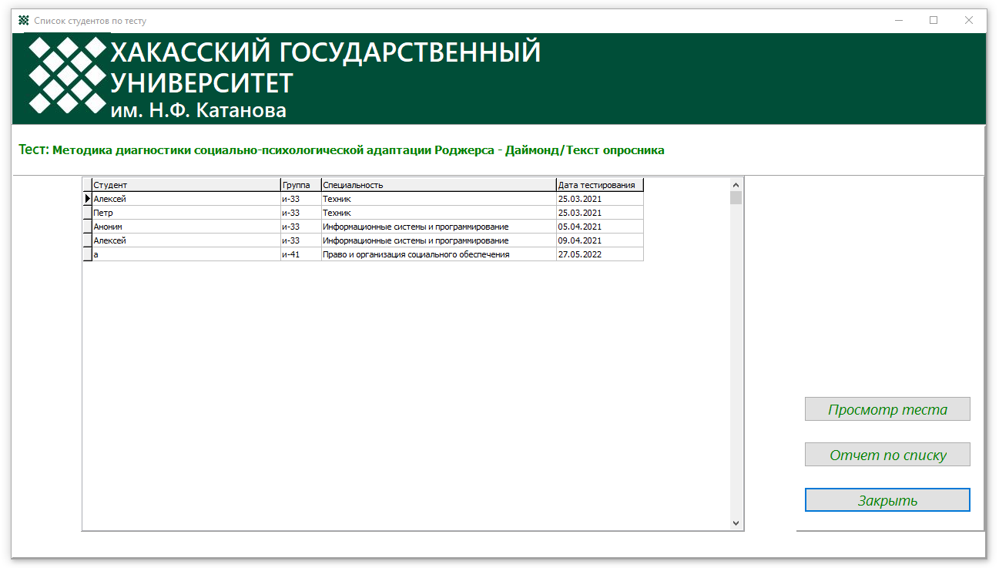 Список студентов по тесту
ХАКАССКИЙ ГОСУДАРСТВЕННЫЙ
УНИВЕРСИТЕТ
им. Н.Ф. Катанова
Тест: Методика диагностики социально-психологической адаптации Роджерса - Даймонд/Текст опросника
Студент Группа Специальность Дата тестирования
Алексей и-33 Техник 25.03.2021
Петр и-33 Техник 25.03.2021
Аноним и-33 Информационные системы и программирование 05.04.2021
Алексей и-33 Информационные системы и программирование 09.04.2021
а и-41 Право и организация социального обеспечения 27.05.2022
Просмотр теста
Отчет по списку
Закрыть